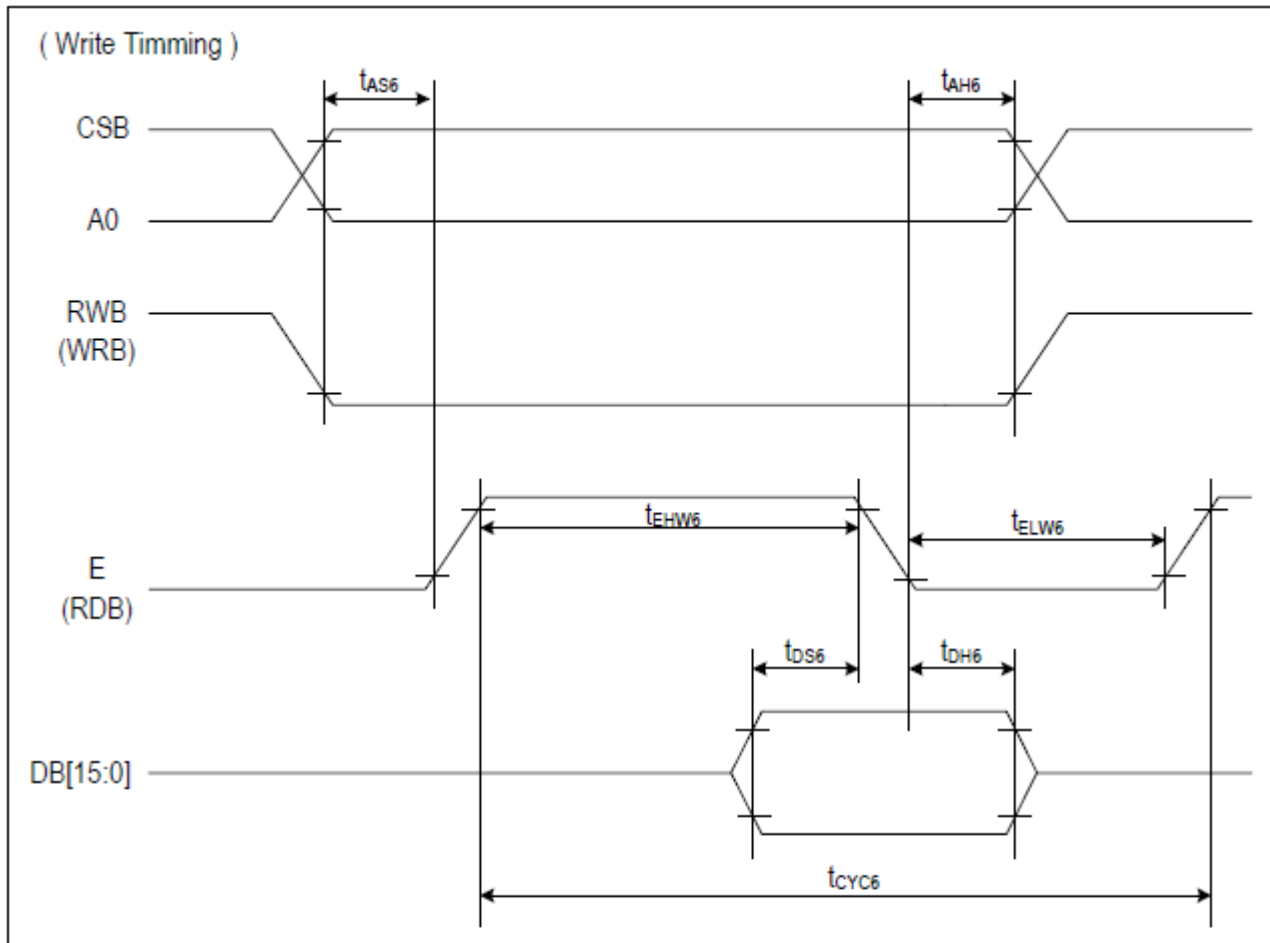 ( Write Timming )
tAS6
tAH6
CSB
A0
RWB
(WRB)
tEHW6
tELW6
E
(RDB)
tDS6
tDH6
DB[15:0]
tCYC6